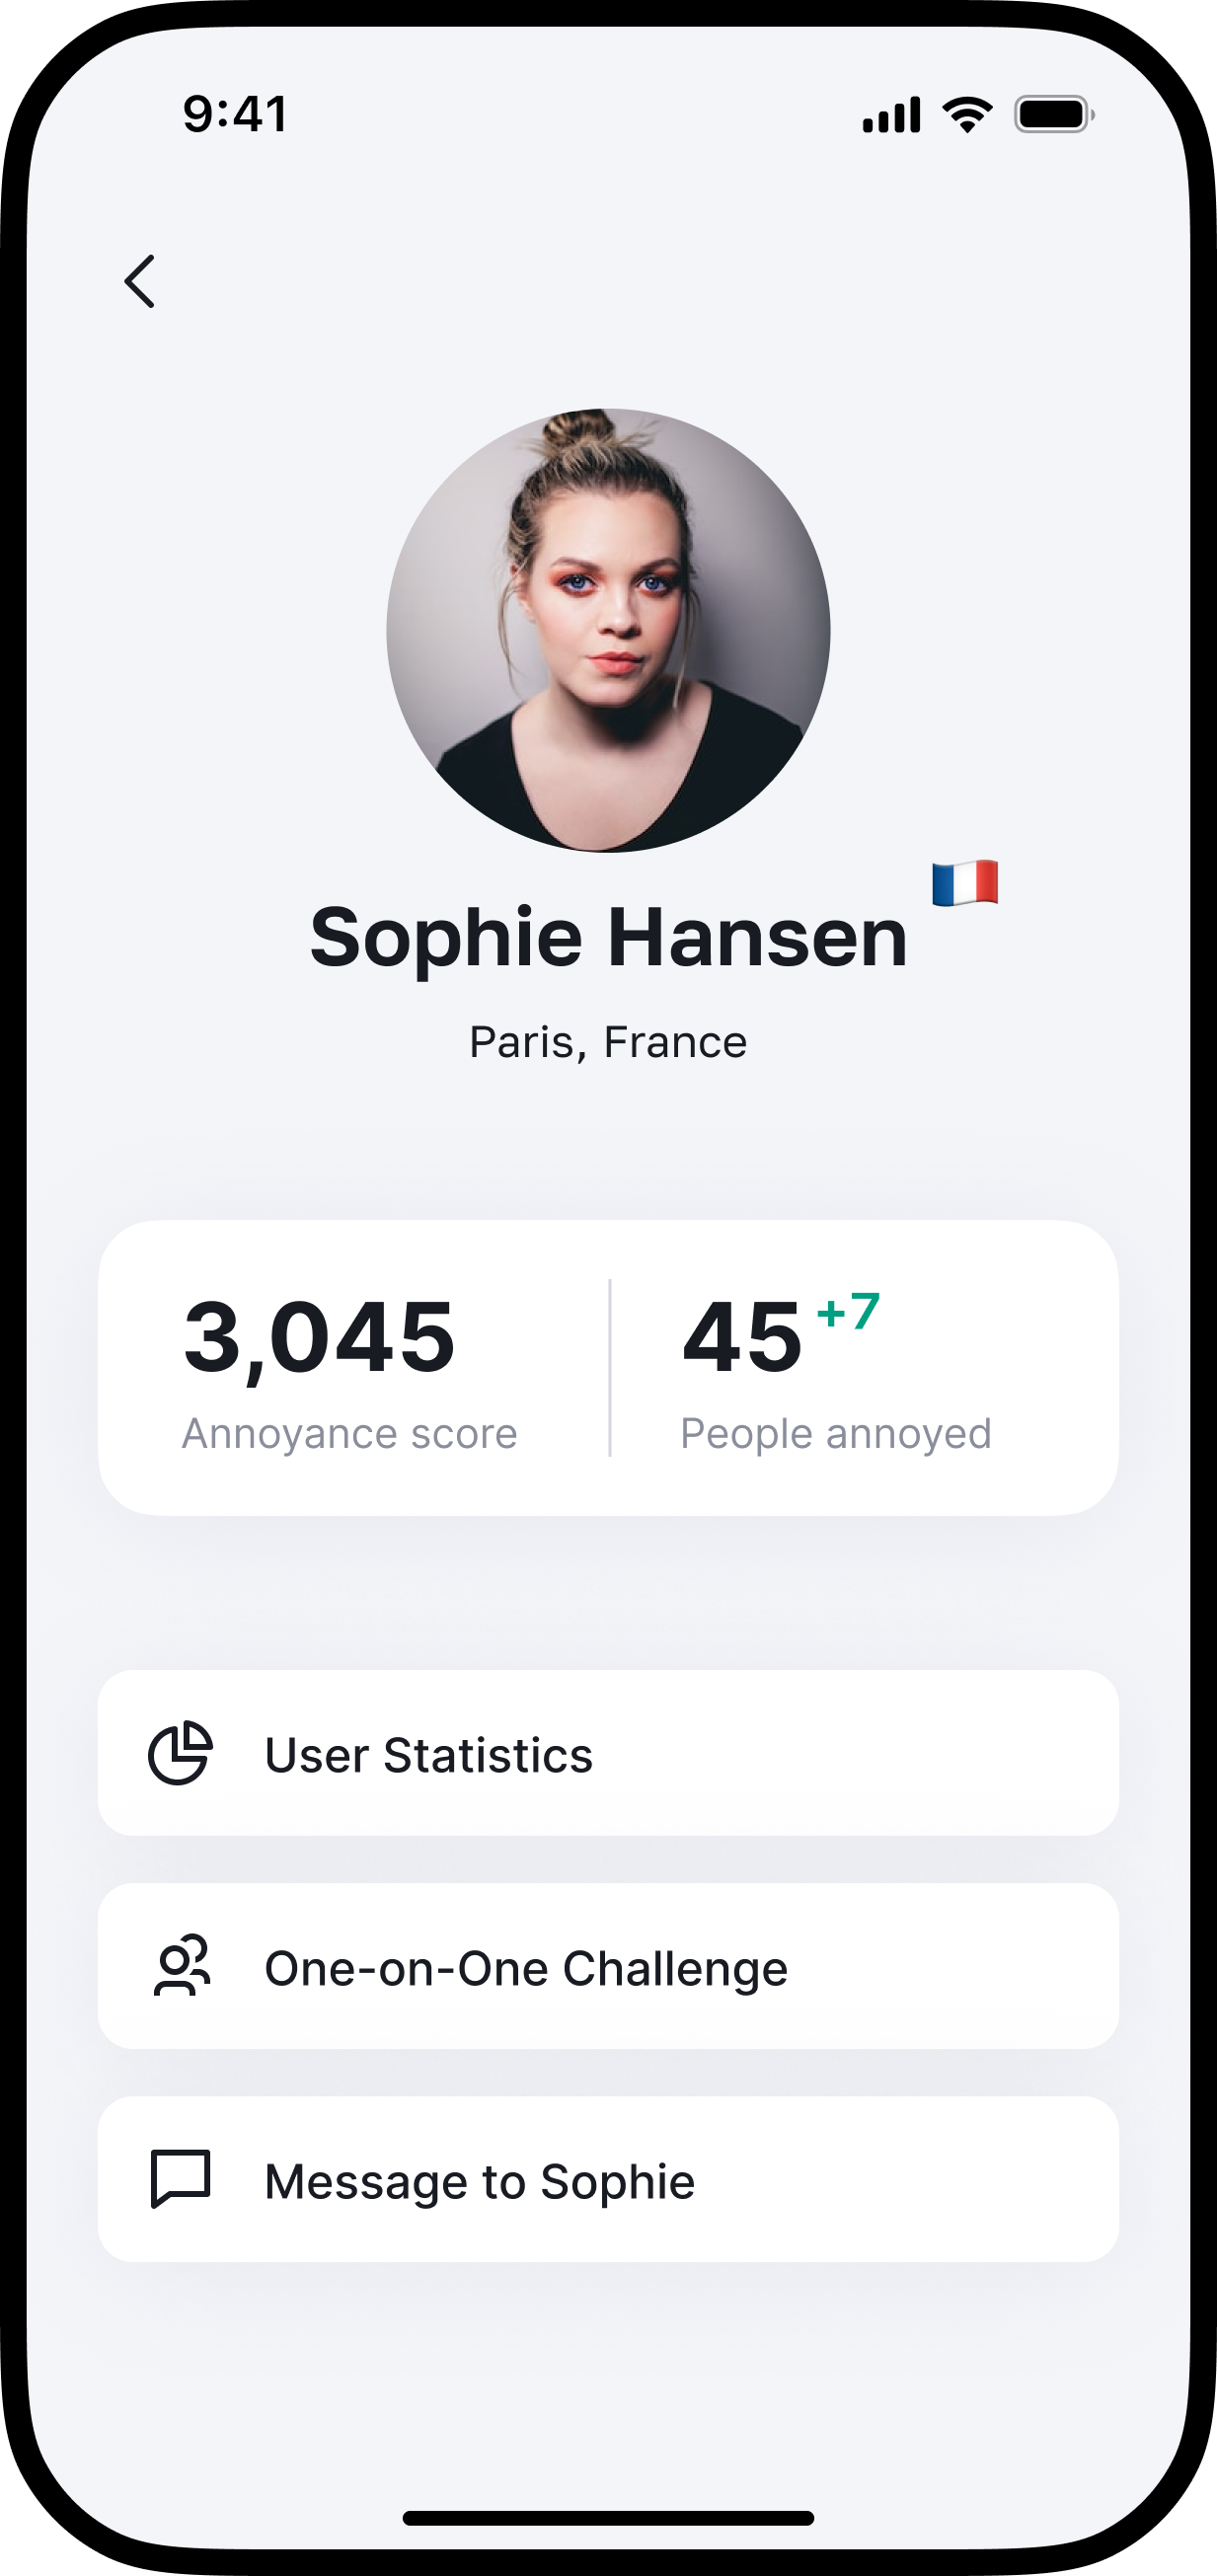 9:41
Sophie Hansen 🇫🇷
Paris, France
3,045
Annoyance score
45 +7
People annoyed
User Statistics
One-on-One Challenge
Message to Sophie